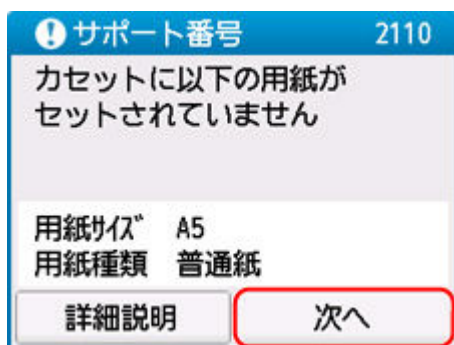 サポート番号 2110
カセットに以下の用紙が
セットされていません
用紙ｻｲｽﾞ A5
用紙種類 普通紙
詳細説明 次へ